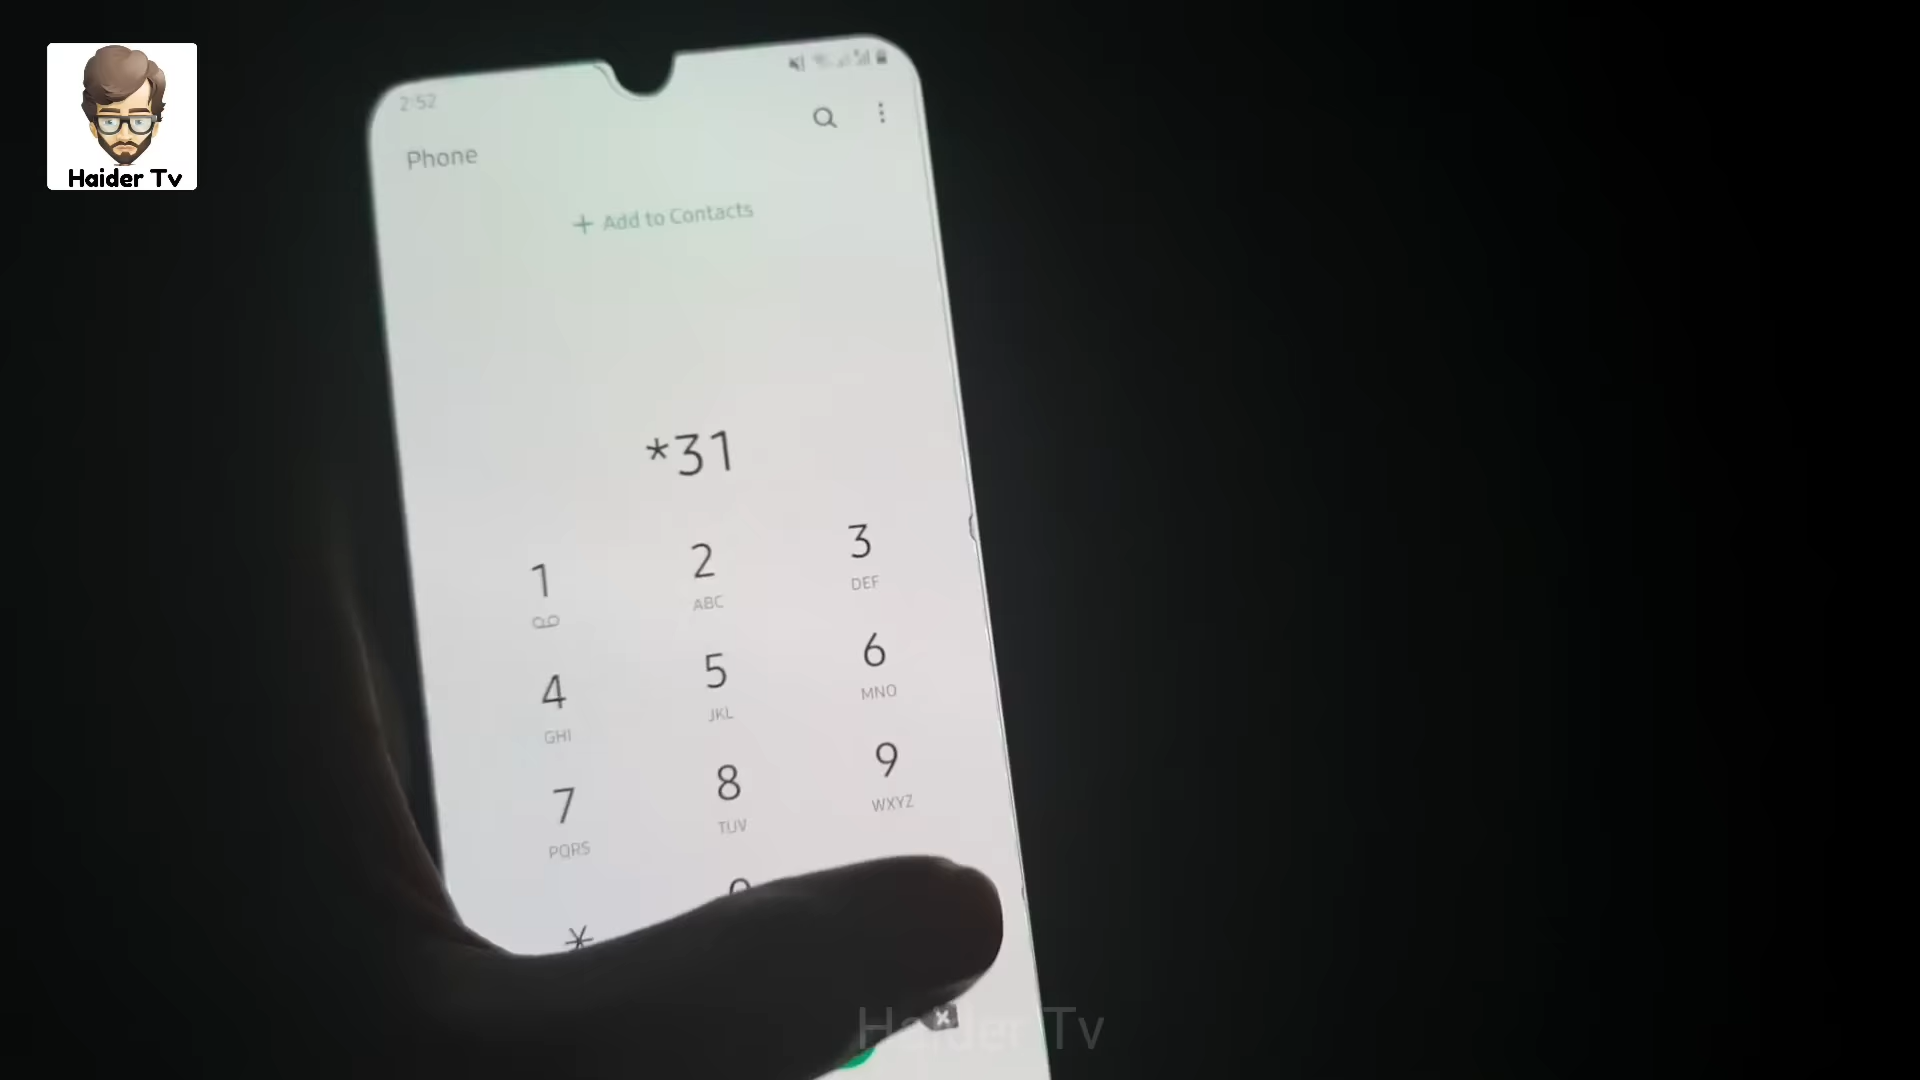 Haider Tv
2:52
Phone
+ Add to Contacts
*31
1 2 3
ABC DEF
4 5 6
GHI JKL MNO
7 8 9
PQRS TUV WXYZ
*
Haider Tv